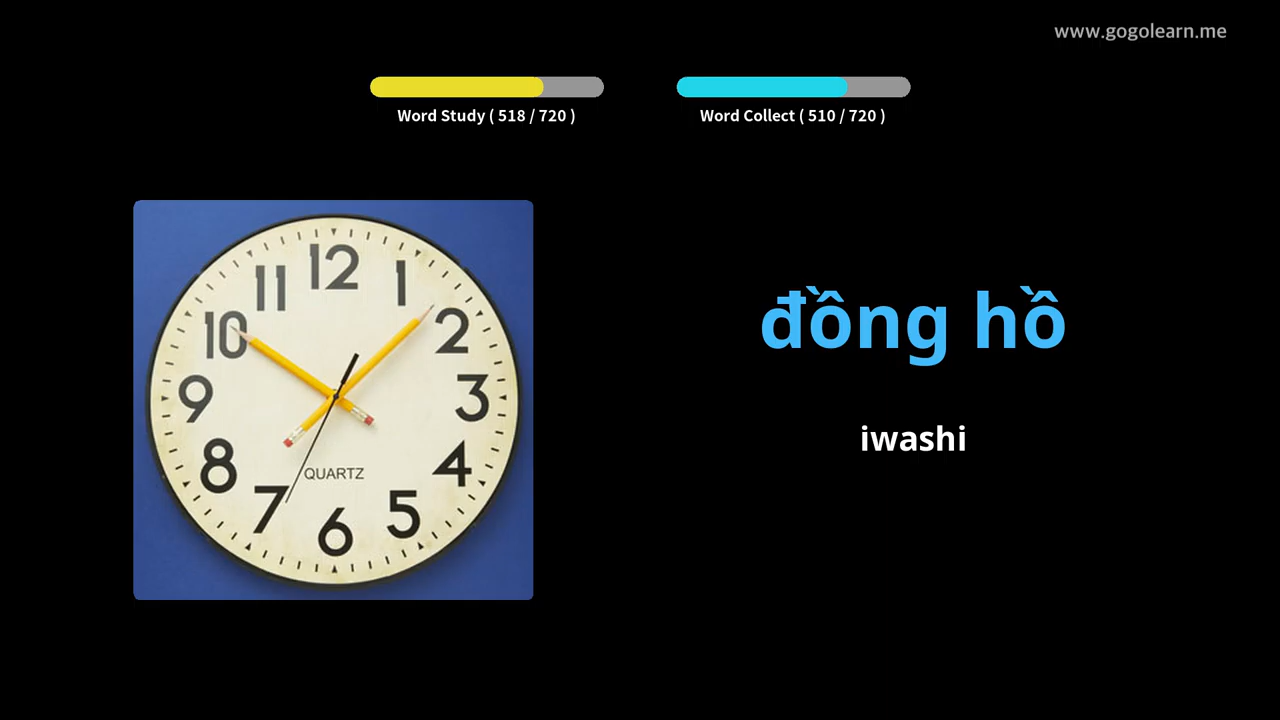 www.gogolearn.me
Word Study ( 518 / 720 )
Word Collect ( 510 / 720 )
12
11
1
10
2
9
3
8
4
QUARTZ
7
5
6
đồng hồ
iwashi